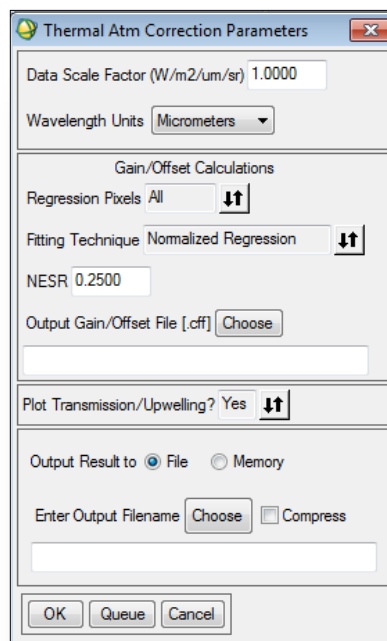 Thermal Atm Correction Parameters
Data Scale Factor (W/m2/um/sr) 1.0000
Wavelength Units Micrometers
Gain/Offset Calculations
Regression Pixels All
Fitting Technique Normalized Regression
NESR 0.2500
Output Gain/Offset File [.cff] Choose
Plot Transmission/Upwelling? Yes
Output Result to File Memory
Enter Output Filename Choose Compress
OK Queue Cancel